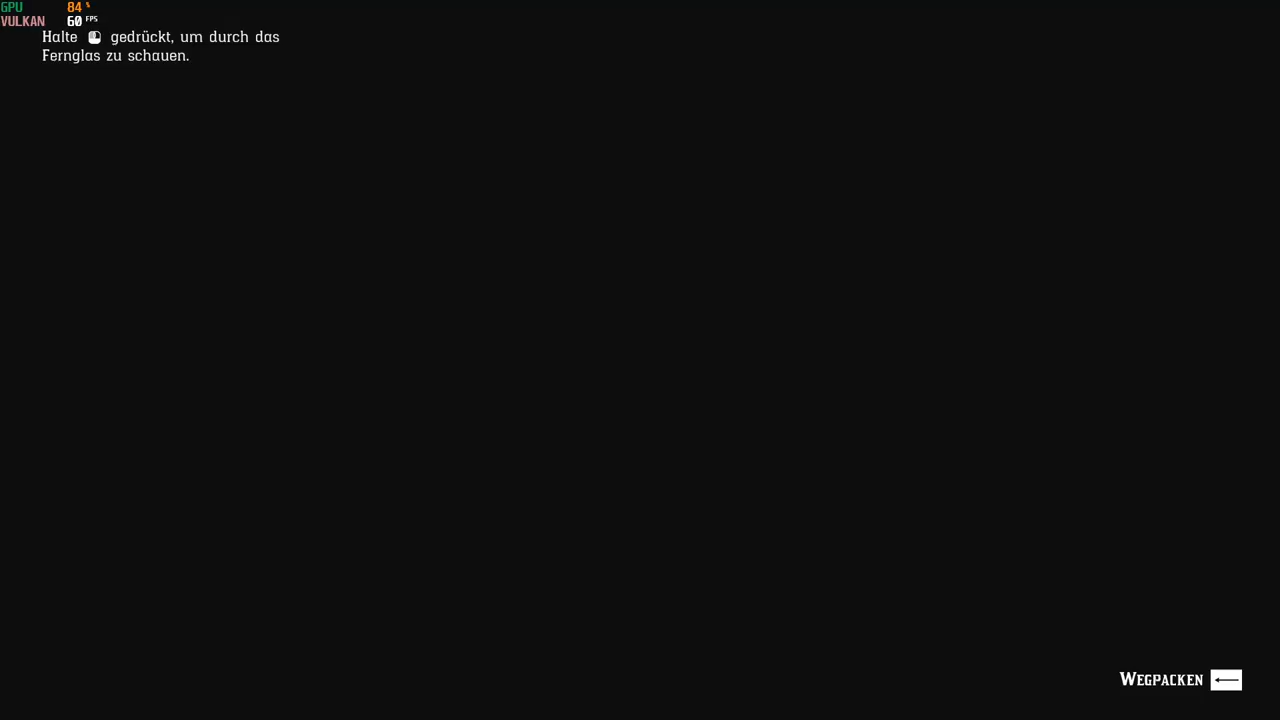 GPU 84 %
VULKAN 60 FPS
Halte gedrückt, um durch das
Fernglas zu schauen.
WEGPACKEN